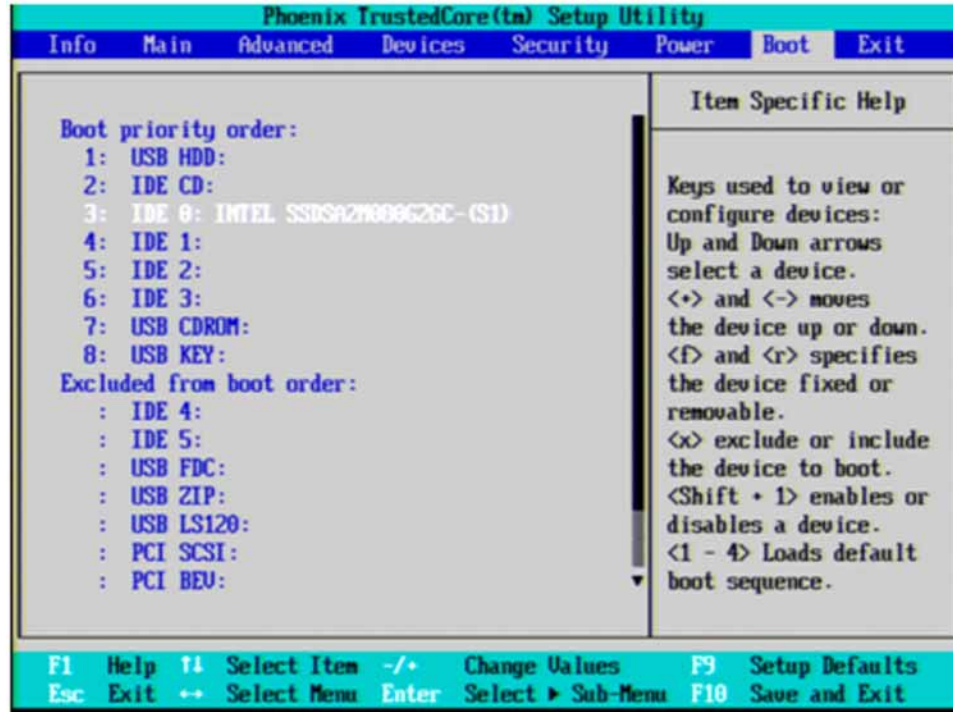 Phoenix TrustedCore(tm) Setup Utility
Info Main Advanced Devices Security Power Boot Exit
Boot priority order:
1: USB HDD:
2: IDE CD:
3: IDE 0: INTEL
4: IDE 1:
5: IDE 2:
6: IDE 3:
7: USB CDROM:
8: USB KEY:
Excluded from boot order:
: IDE 4:
: IDE 5:
: USB FDC:
: USB ZIP:
: USB LS120:
: PCI SCSI:
: PCI BEV:
Item Specific Help
Keys used to view or
configure devices:
Up and Down arrows
select a device.
<+> and <-> moves
the device up or down.
<f> and <r> specifies
the device fixed or
removable.
<x> exclude or include
the device to boot.
<Shift + 1> enables or
disables a device.
<1 - 4> Loads default
boot sequence.
F1 Help ↑↓ Select Item -/+ Change Values F9 Setup Defaults
Esc Exit ↔ Select Menu Enter Select ▶ Sub-Menu F10 Save and Exit